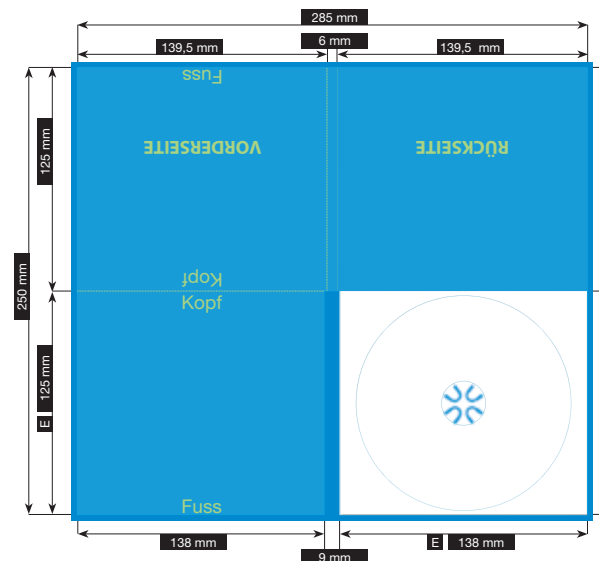 285 mm
139,5 mm
6 mm
139,5 mm
Fuss
125 mm
VORDERSEITE
RÜCKSEITE
250 mm
Kopf
Kopf
E 125 mm
Fuss
138 mm
E 138 mm
9 mm